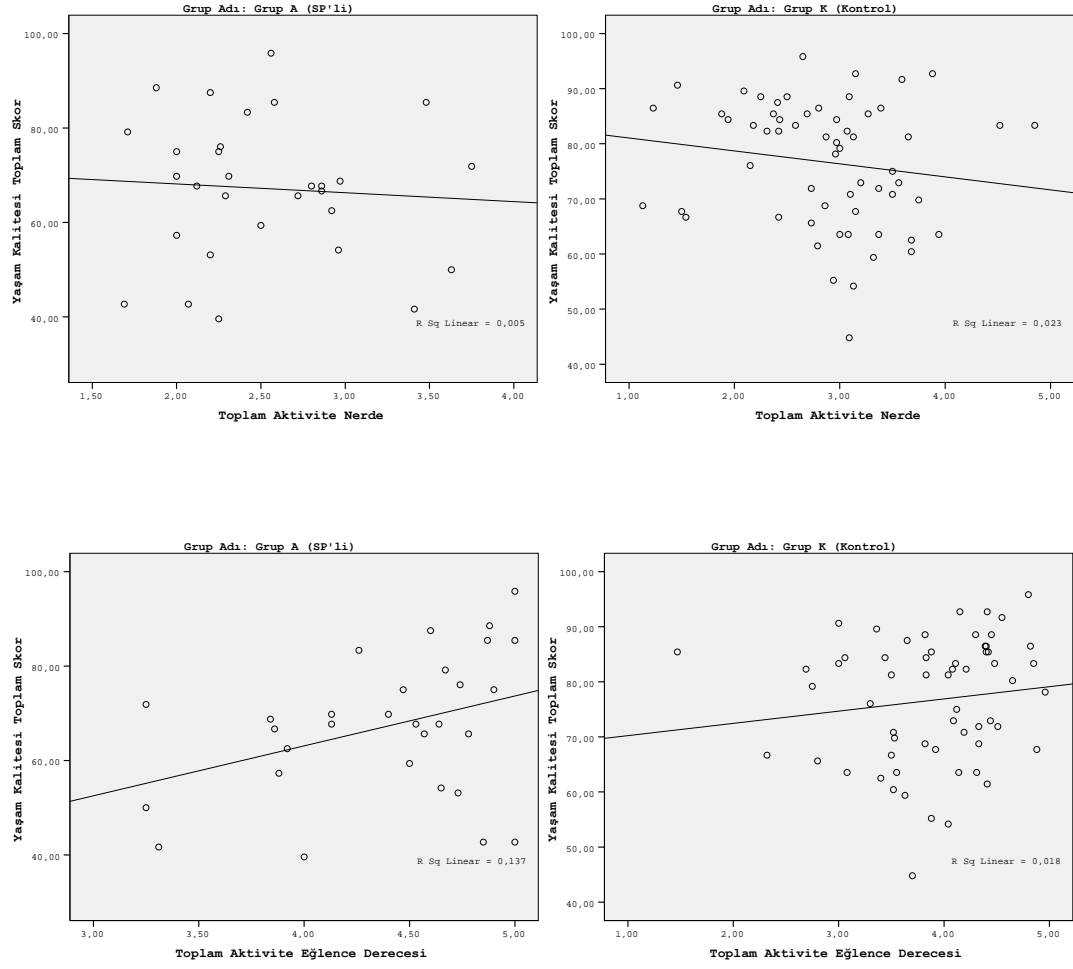 Grup Adı: Grup A (SP'li)
Yaşam Kalitesi Toplam Skor
100,00
80,00
60,00
40,00
R Sq Linear = 0,005
1,50 2,00 2,50 3,00 3,50 4,00
Toplam Aktivite Nerde
Grup Adı: Grup K (Kontrol)
Yaşam Kalitesi Toplam Skor
100,00
90,00
80,00
70,00
60,00
50,00
40,00
R Sq Linear = 0,023
1,00 2,00 3,00 4,00 5,00
Toplam Aktivite Nerde
Grup Adı: Grup A (SP'li)
Yaşam Kalitesi Toplam Skor
100,00
80,00
60,00
40,00
R Sq Linear = 0,137
3,00 3,50 4,00 4,50 5,00
Toplam Aktivite Eğlence Derecesi
Grup Adı: Grup K (Kontrol)
Yaşam Kalitesi Toplam Skor
100,00
90,00
80,00
70,00
60,00
50,00
40,00
R Sq Linear = 0,018
1,00 2,00 3,00 4,00 5,00
Toplam Aktivite Eğlence Derecesi